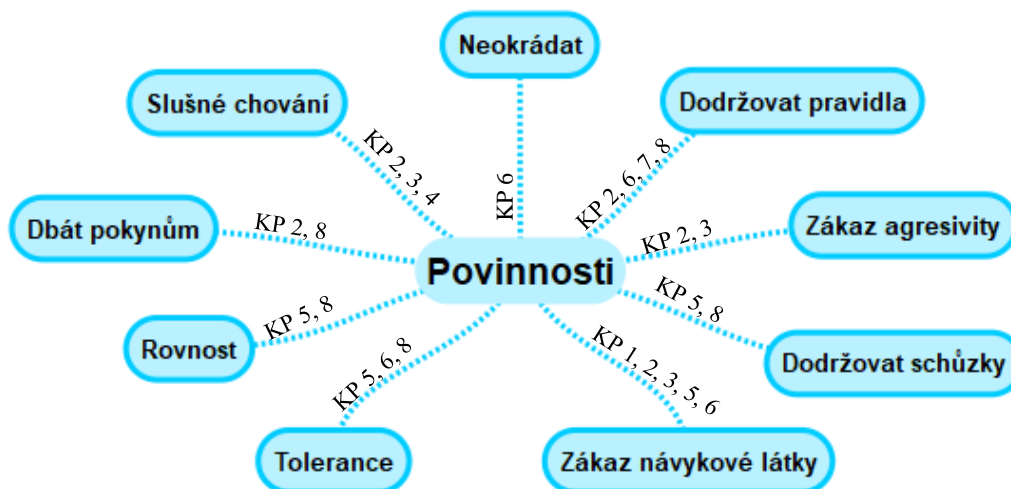 Neokrádat
Slušné chování
Dodržovat pravidla
KP 2, 3, 4
KP 6
KP 2, 6, 7, 8
Dbát pokynům
KP 2, 8
KP 2, 3
Zákaz agresivity
Povinnosti
Rovnost
KP 5, 8
KP 5, 8
Dodržovat schůzky
KP 5, 6, 8
KP 1, 2, 3, 5, 6
Tolerance
Zákaz návykové látky